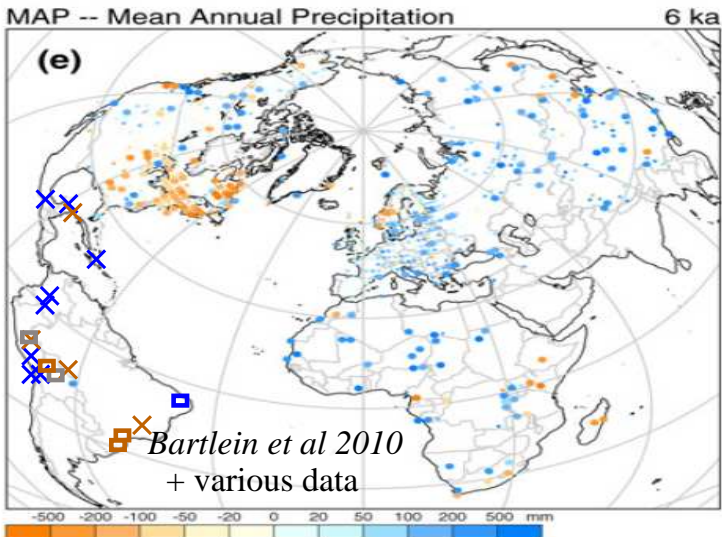 MAP -- Mean Annual Precipitation 6 ka
(e)
Bartlein et al 2010
+ various data
-500 -200 -100 -50 -20 0 20 50 100 200 500 mm